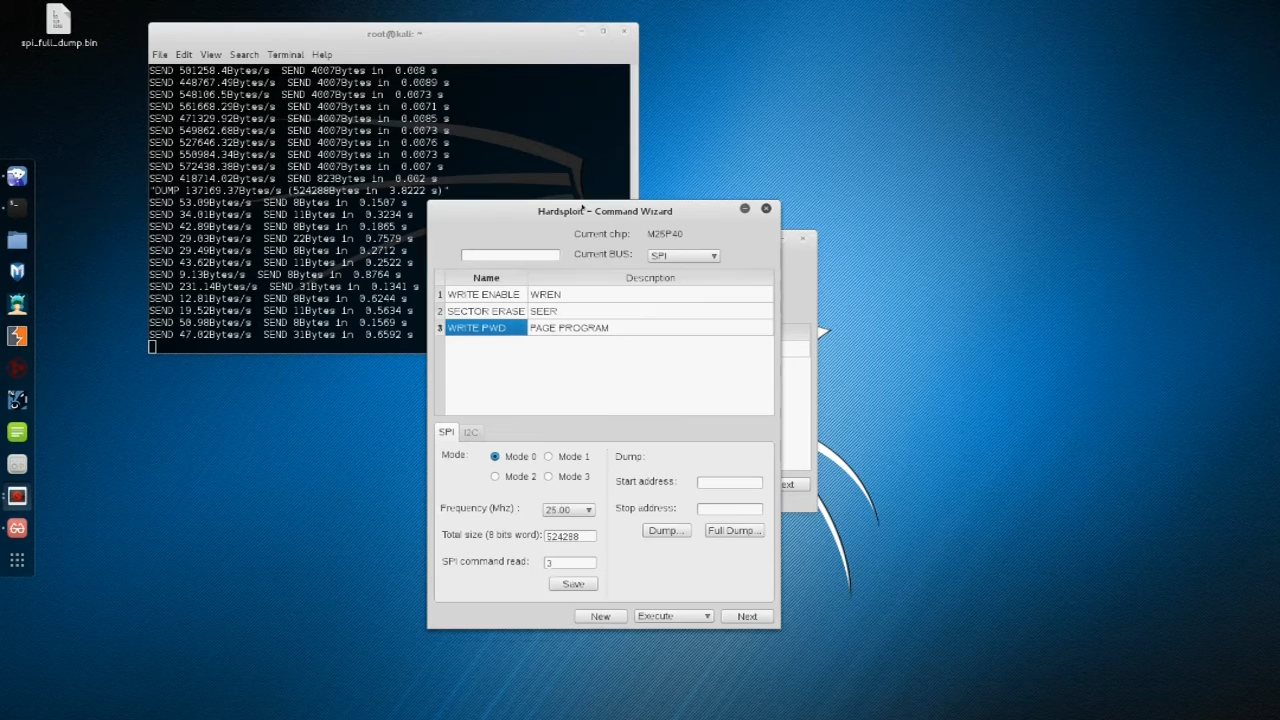 spi_full_dump.bin
root@kali: ~
File Edit View Search Terminal Help
SEND 501258.4Bytes/s SEND 4007Bytes in 0.008 s
SEND 448767.49Bytes/s SEND 4007Bytes in 0.0089 s
SEND 548106.5Bytes/s SEND 4007Bytes in 0.0073 s
SEND 561668.29Bytes/s SEND 4007Bytes in 0.0071 s
SEND 471329.92Bytes/s SEND 4007Bytes in 0.0085 s
SEND 549862.68Bytes/s SEND 4007Bytes in 0.0073 s
SEND 527646.32Bytes/s SEND 4007Bytes in 0.0076 s
SEND 550984.34Bytes/s SEND 4007Bytes in 0.0073 s
SEND 572438.38Bytes/s SEND 4007Bytes in 0.007 s
SEND 418714.02Bytes/s SEND 823Bytes in 0.002 s
"DUMP 137169.37Bytes/s (524288Bytes in 3.8222 s)"
SEND 53.09Bytes/s SEND 8Bytes in 0.1507 s
SEND 34.01Bytes/s SEND 11Bytes in 0.3234 s
SEND 42.89Bytes/s SEND 8Bytes in 0.1865 s
SEND 29.03Bytes/s SEND 22Bytes in 0.7579 s
SEND 29.49Bytes/s SEND 8Bytes in 0.2712 s
SEND 43.62Bytes/s SEND 11Bytes in 0.2522 s
SEND 9.13Bytes/s SEND 8Bytes in 0.8764 s
SEND 231.14Bytes/s SEND 31Bytes in 0.1341 s
SEND 12.81Bytes/s SEND 8Bytes in 0.6244 s
SEND 19.52Bytes/s SEND 11Bytes in 0.5634 s
SEND 50.98Bytes/s SEND 8Bytes in 0.1569 s
SEND 47.02Bytes/s SEND 31Bytes in 0.6592 s
Hardsploit - Command Wizard
Current chip: M25P40
Current BUS: SPI
Name Description
1 WRITE ENABLE WREN
2 SECTOR ERASE SEER
3 WRITE PWD PAGE PROGRAM
SPI I2C
Mode: Mode 0 Mode 1
Mode 2 Mode 3
Frequency (Mhz) : 25.00
Total size (8 bits word): 524288
SPI command read: 3
Save
Dump:
Start address:
Stop address:
Dump... Full Dump...
New Execute Next
ext